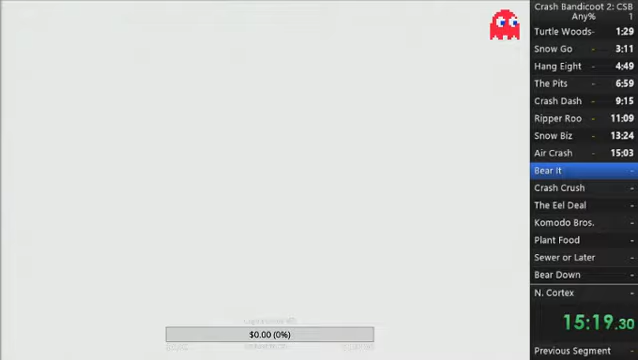 Crash Bandicoot 2: CSB
Any% 1
Turtle Woods - 1:29
Snow Go - 3:11
Hang Eight - 4:49
The Pits - 6:59
Crash Dash - 9:15
Ripper Roo - 11:09
Snow Biz - 13:24
Air Crash - 15:03
Bear It -
Crash Crush -
The Eel Deal -
Komodo Bros. -
Plant Food -
Sewer or Later -
Bear Down -
N. Cortex -
15:19.30
Previous Segment -
$0.00 (0%)